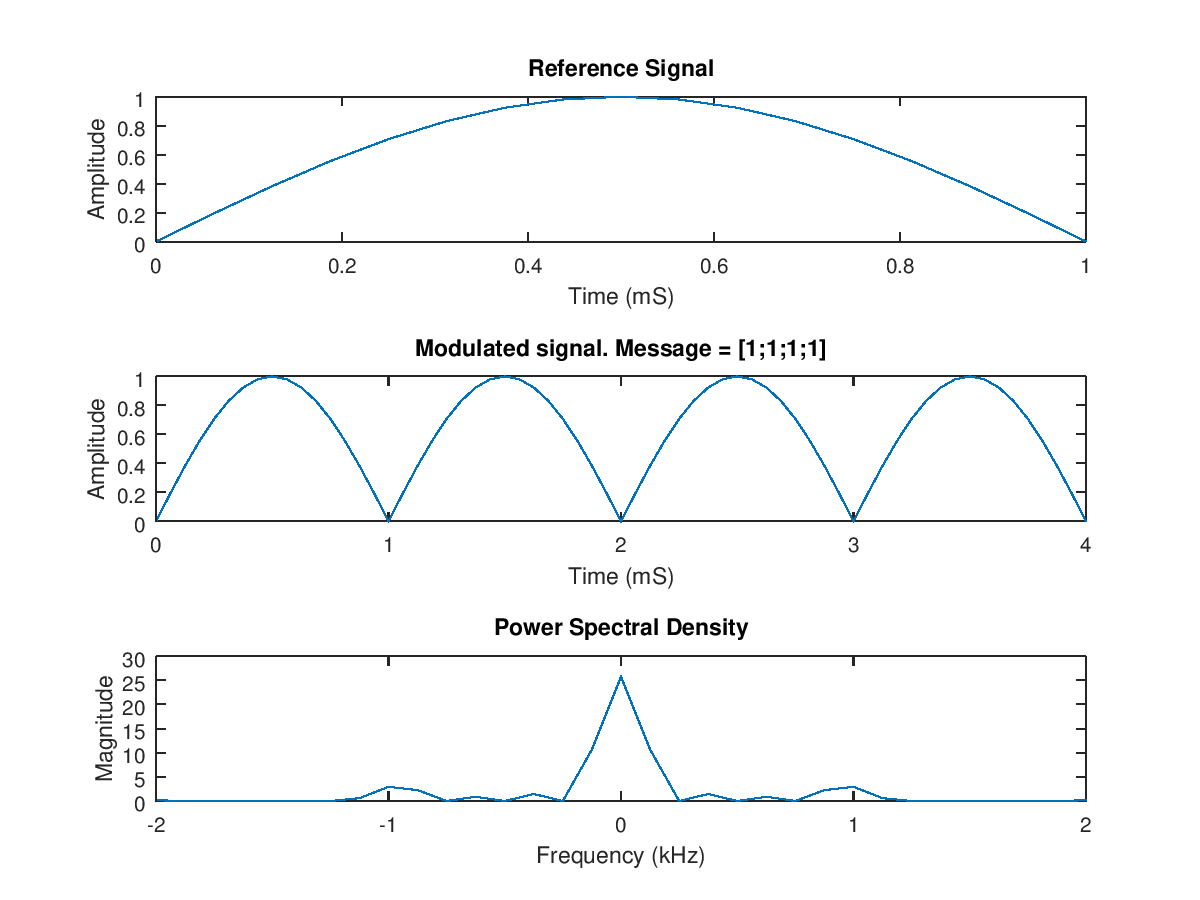 Reference Signal
1
0.8
0.6
0.4
0.2
0
Amplitude
0 0.2 0.4 0.6 0.8 1
Time (mS)
Modulated signal. Message = [1;1;1;1]
1
0.8
0.6
0.4
0.2
0
Amplitude
0 1 2 3 4
Time (mS)
Power Spectral Density
30
25
20
15
10
5
0
Magnitude
-2 -1 0 1 2
Frequency (kHz)